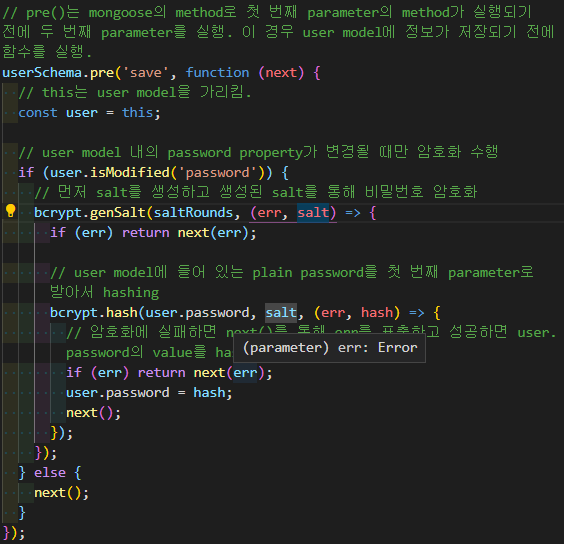 // pre()는 mongoose의 method로 첫 번째 parameter의 method가 실행되기
전에 두 번째 parameter를 실행. 이 경우 user model에 정보가 저장되기 전에
함수를 실행.
userSchema.pre('save', function (next) {
// this는 user model을 가리킴.
const user = this;
// user model 내의 password property가 변경될 때만 암호화 수행
if (user.isModified('password')) {
// 먼저 salt를 생성하고 생성된 salt를 통해 비밀번호 암호화
bcrypt.genSalt(saltRounds, (err, salt) => {
if (err) return next(err);
// user model에 들어 있는 plain password를 첫 번째 parameter로
받아서 hashing
bcrypt.hash(user.password, salt, (err, hash) => {
// 암호화에 실패하면 next()를 통해 err를 표출하고 성공하면 user.
password의 value를 ha
(parameter) err: Error
if (err) return next(err);
user.password = hash;
next();
});
});
} else {
next();
}
});